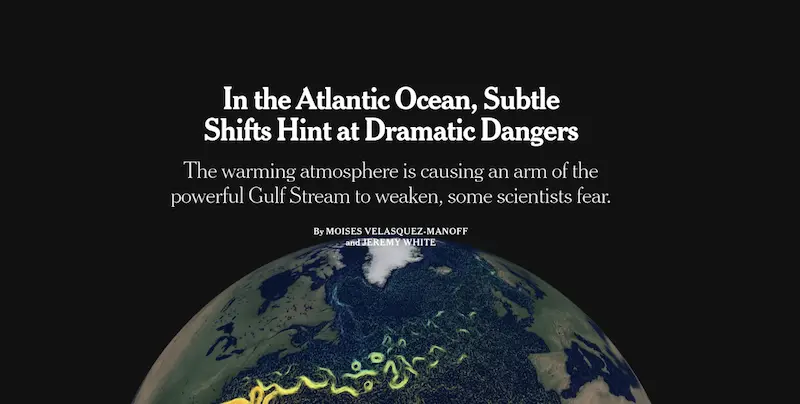 In the Atlantic Ocean, Subtle
Shifts Hint at Dramatic Dangers
The warming atmosphere is causing an arm of the
powerful Gulf Stream to weaken, some scientists fear.
By MOISES VELASQUEZ-MANOFF
and JEREMY WHITE